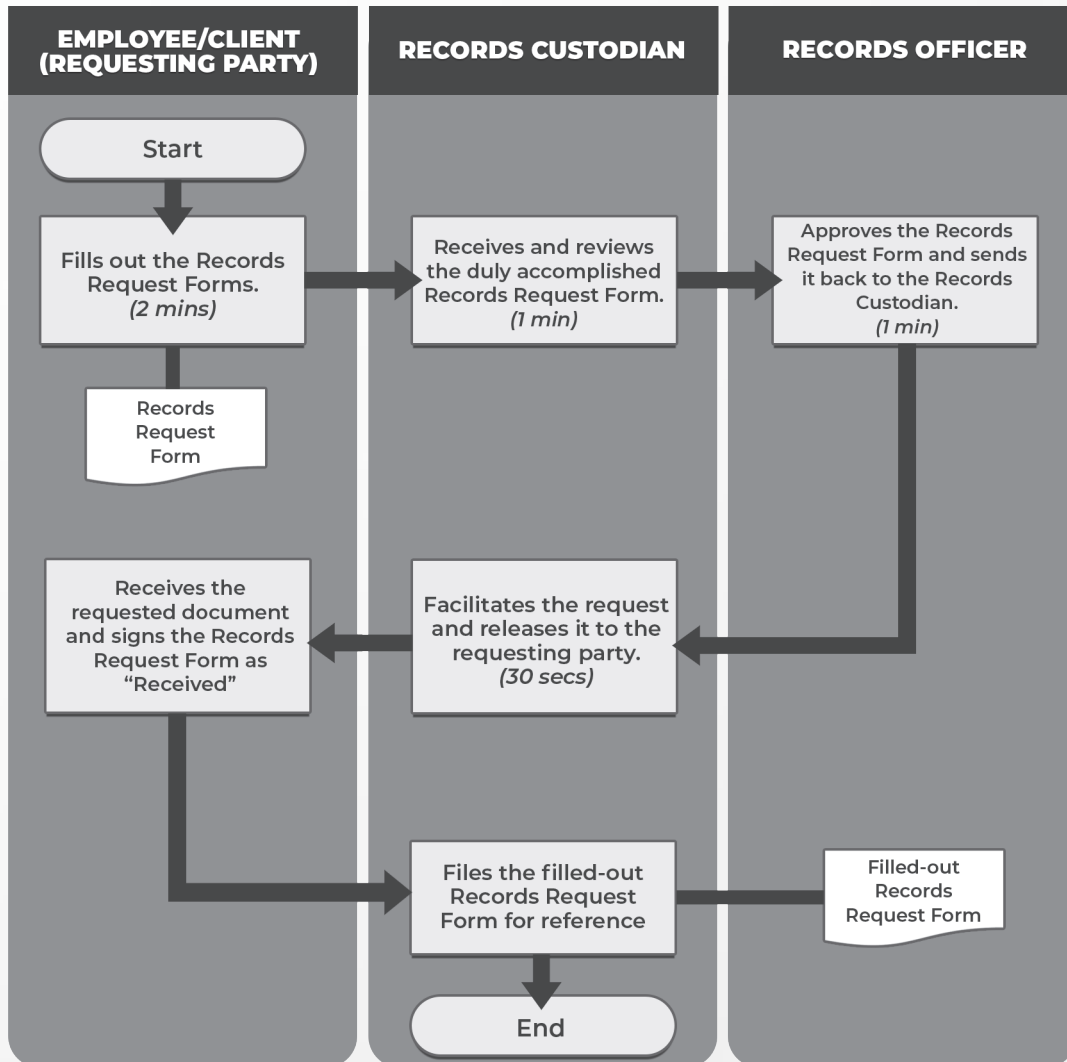 EMPLOYEE/CLIENT
(REQUESTING PARTY)
RECORDS CUSTODIAN
RECORDS OFFICER
Start
Fills out the Records
Request Forms.
(2 mins)
Receives and reviews
the duly accomplished
Records Request Form.
(1 min)
Approves the Records
Request Form and sends
it back to the Records
Custodian.
(1 min)
Records
Request
Form
Receives the
requested document
and signs the Records
Request Form as
“Received”
Facilitates the request
and releases it to the
requesting party.
(30 secs)
Files the filled-out
Records Request
Form for reference
Filled-out
Records
Request Form
End